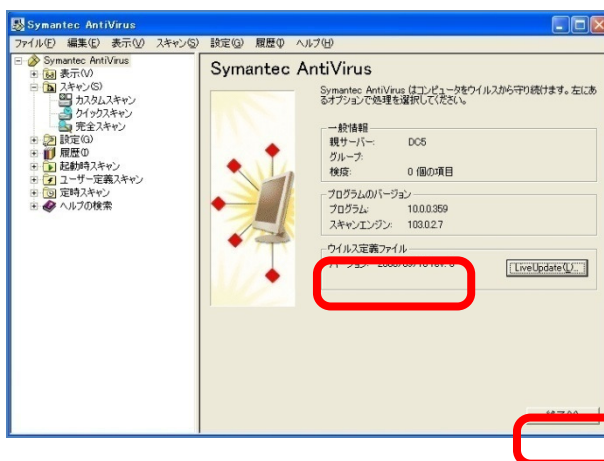 Symantec AntiVirus
ファイル(F) 編集(E) 表示(V) スキャン(S) 設定(G) 履歴(I) ヘルプ(H)
Symantec AntiVirus
表示(V)
スキャン(S)
カスタムスキャン
クイックスキャン
完全スキャン
設定(G)
履歴(I)
起動時スキャン
ユーザー定義スキャン
定時スキャン
ヘルプの検索
Symantec AntiVirus
Symantec AntiVirus はコンピュータをウイルスから守り続けます。左にあ
るオプションで処理を選択してください。
一般情報
親サーバー: DC5
グループ:
検疫: 0 個の項目
プログラムのバージョン
プログラム: 10.0.0.359
スキャンエンジン: 103.0.2.7
ウイルス定義ファイル
LiveUpdate(L)...